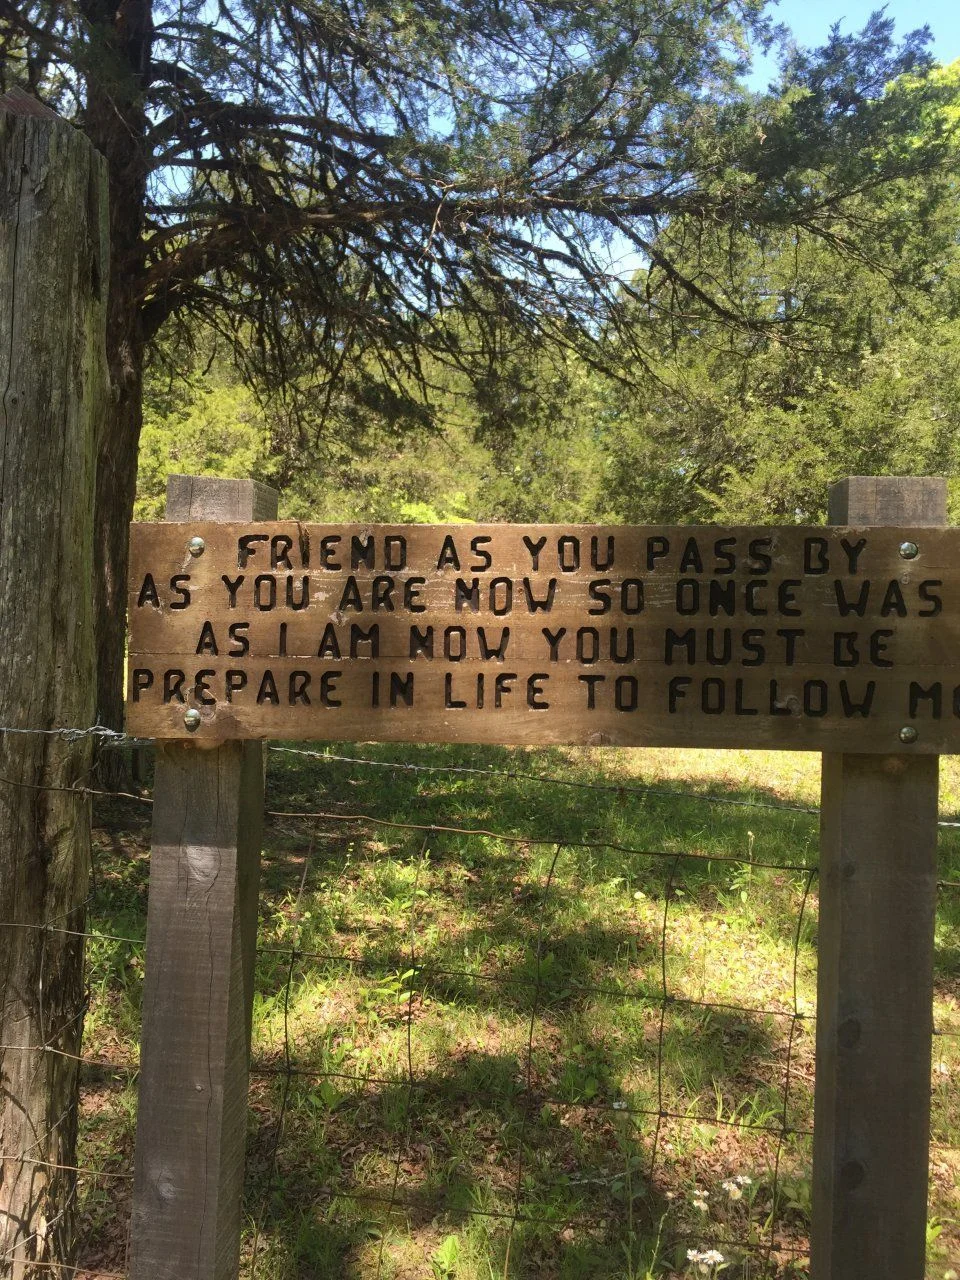 FRIEND AS YOU PASS BY
AS YOU ARE NOW SO ONCE WAS
AS I AM NOW YOU MUST BE
PREPARE IN LIFE TO FOLLOW